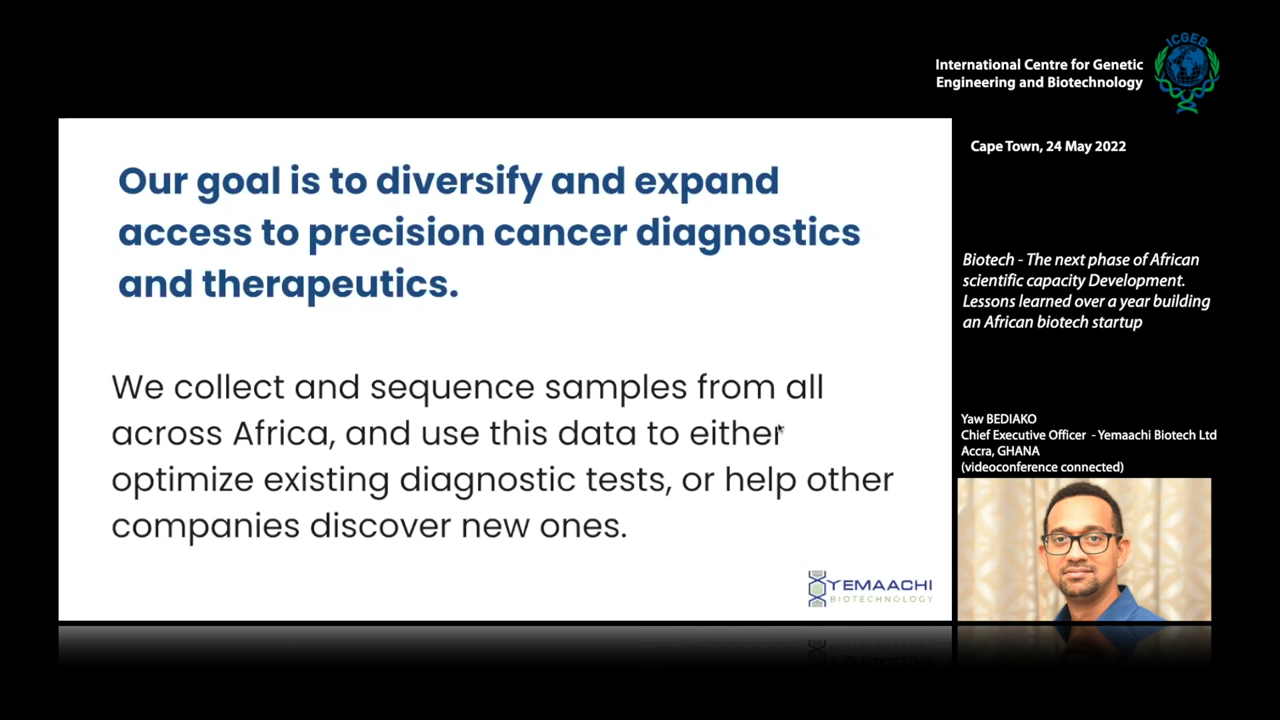 International Centre for Genetic
Engineering and Biotechnology
ICGEB
Cape Town, 24 May 2022
Our goal is to diversify and expand
access to precision cancer diagnostics
and therapeutics.
We collect and sequence samples from all
across Africa, and use this data to either
optimize existing diagnostic tests, or help other
companies discover new ones.
YEMAACHI
BIOTECHNOLOGY
Biotech - The next phase of African
scientific capacity Development.
Lessons learned over a year building
an African biotech startup
Yaw BEDIAKO
Chief Executive Officer - Yemaachi Biotech Ltd
Accra, GHANA
(videoconference connected)